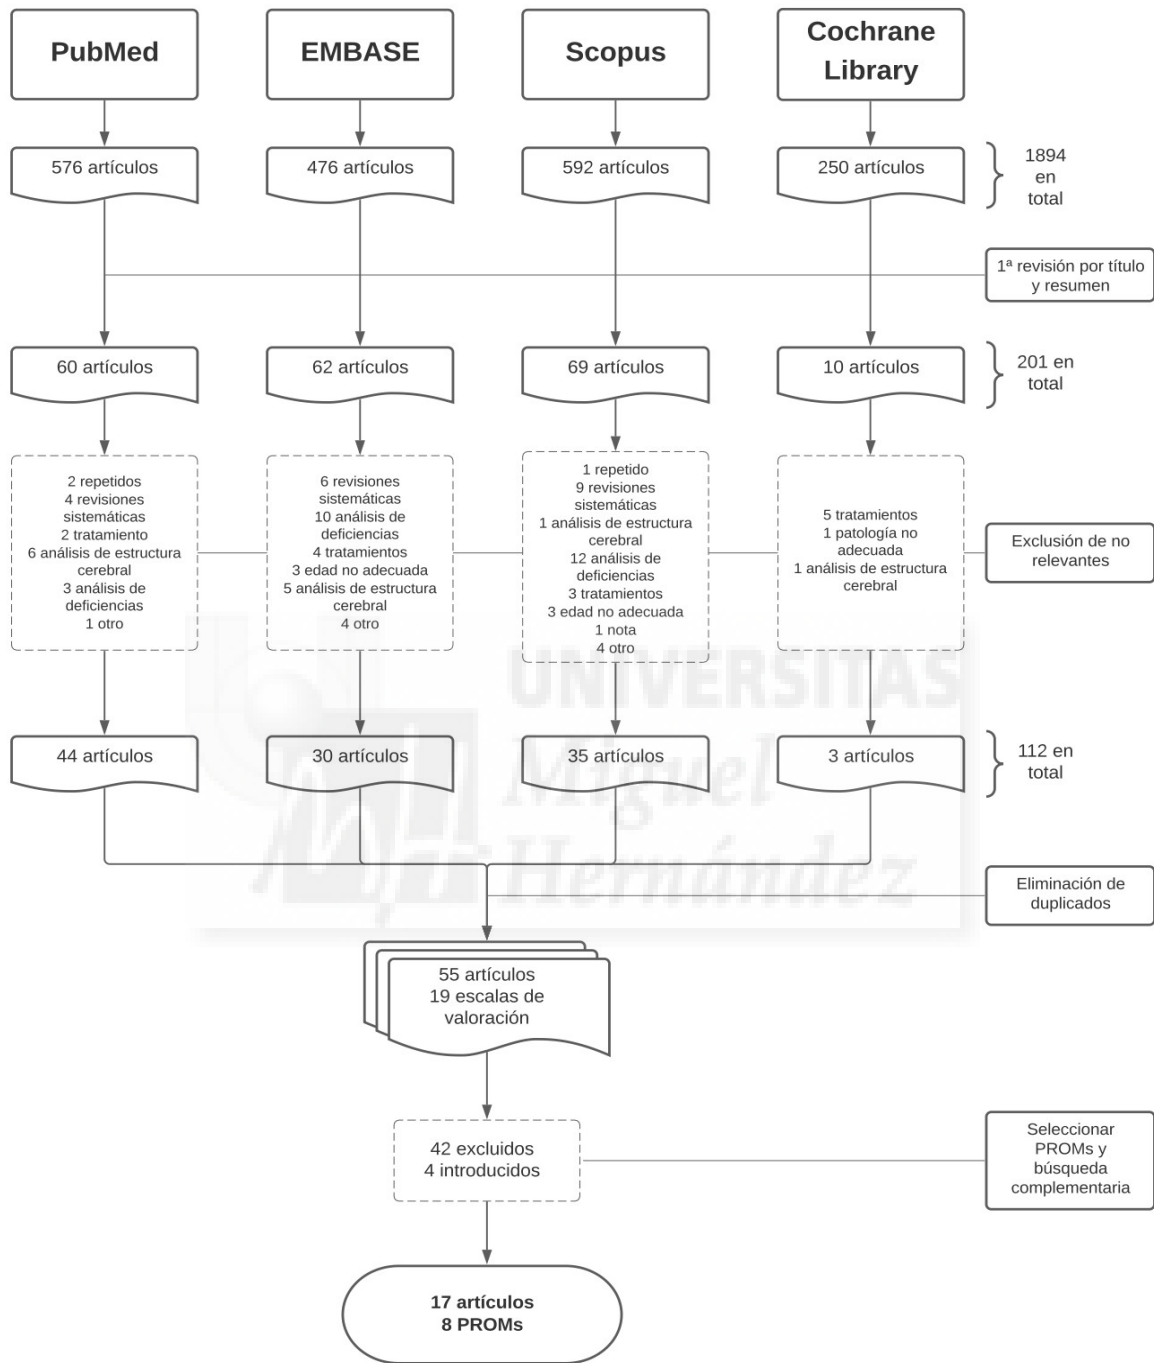 PubMed
EMBASE
Scopus
Cochrane
Library
576 artículos
476 artículos
592 artículos
250 artículos
1894
en
total
1ª revisión por título
y resumen
60 artículos
62 artículos
69 artículos
10 artículos
201 en
total
2 repetidos
4 revisiones
sistemáticas
2 tratamiento
6 análisis de estructura
cerebral
3 análisis de
deficiencias
1 otro
6 revisiones
sistemáticas
10 análisis de
deficiencias
4 tratamientos
3 edad no adecuada
5 análisis de estructura
cerebral
4 otro
1 repetido
9 revisiones
sistemáticas
1 análisis de estructura
cerebral
12 análisis de
deficiencias
3 tratamientos
3 edad no adecuada
1 nota
4 otro
5 tratamientos
1 patología no
adecuada
1 análisis de estructura
cerebral
Exclusión de no
relevantes
44 artículos
30 artículos
35 artículos
3 artículos
112 en
total
UNIVERSITAS
Miguel
Hernández
Eliminación de
duplicados
55 artículos
19 escalas de
valoración
42 excluidos
4 introducidos
Seleccionar
PROMs y
búsqueda
complementaria
17 artículos
8 PROMs